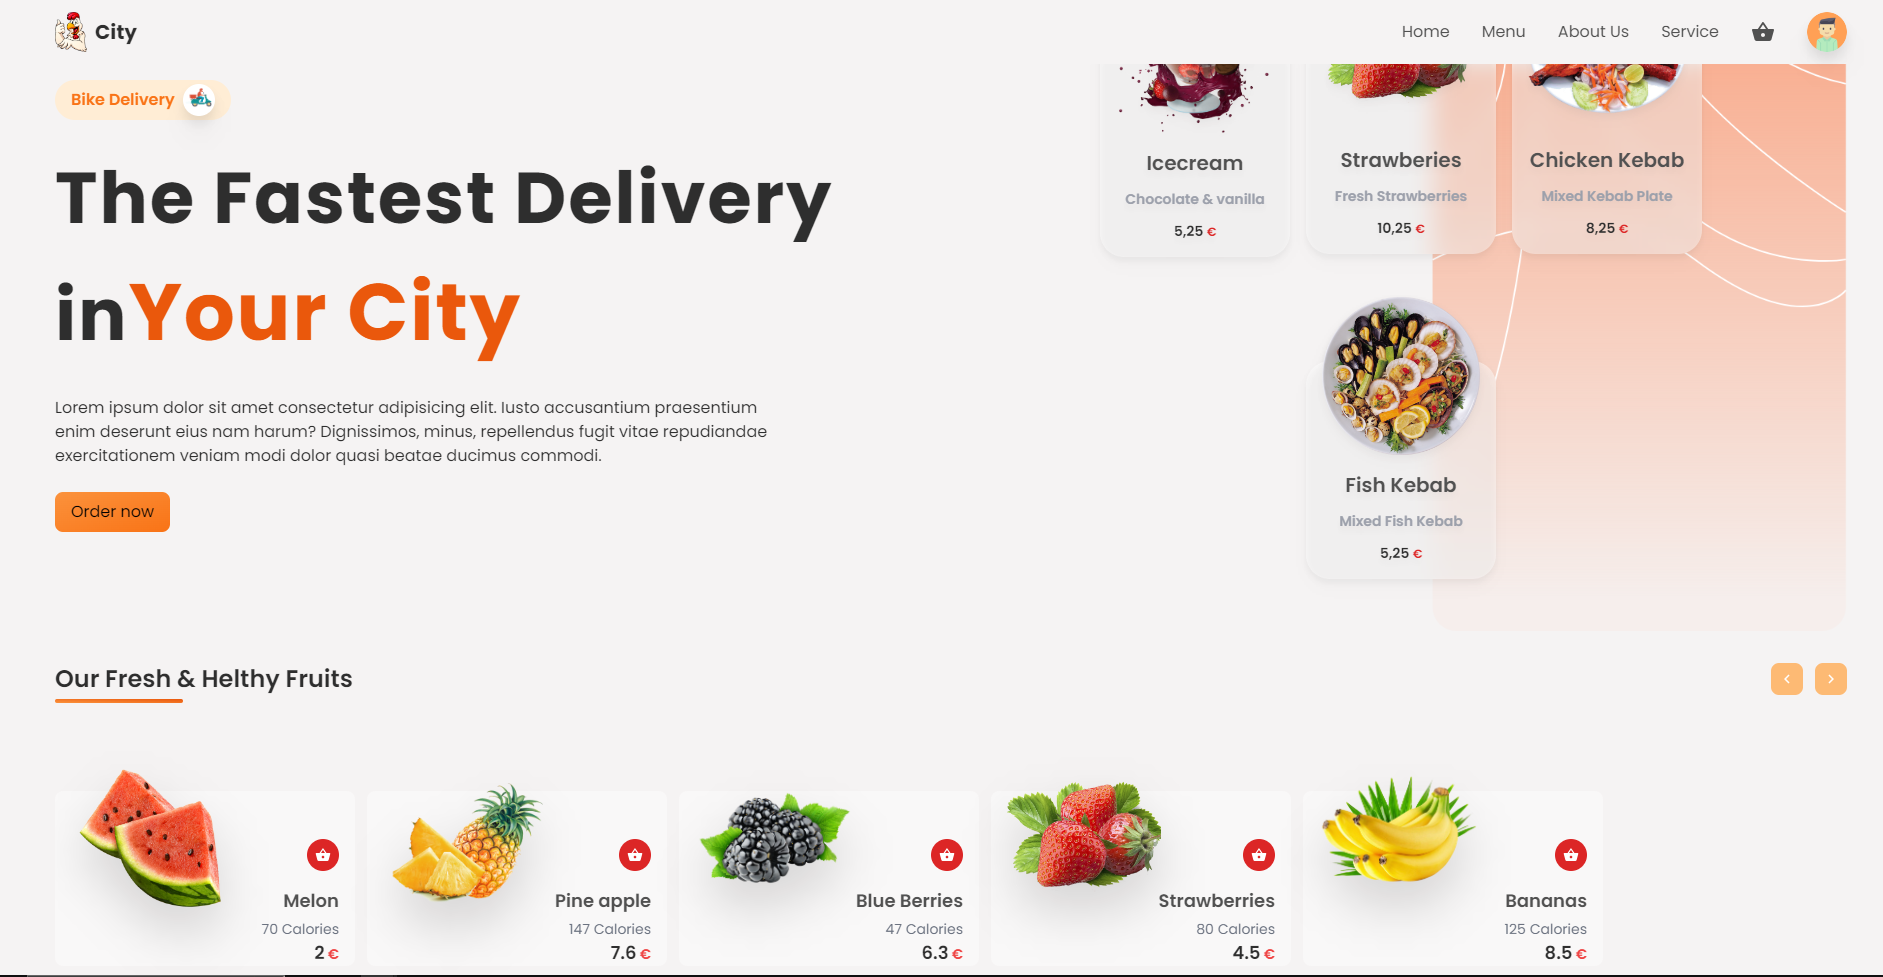 City
Home
Menu
About Us
Service
Bike Delivery
The Fastest Delivery
inYour City
Lorem ipsum dolor sit amet consectetur adipisicing elit. Iusto accusantium praesentium
enim deserunt eius nam harum? Dignissimos, minus, repellendus fugit vitae repudiandae
exercitationem veniam modi dolor quasi beatae ducimus commodi.
Order now
Icecream
Chocolate & vanilla
5,25 €
Strawberies
Fresh Strawberries
10,25 €
Chicken Kebab
Mixed Kebab Plate
8,25 €
Fish Kebab
Mixed Fish Kebab
5,25 €
Our Fresh & Helthy Fruits
Melon
70 Calories
2 €
Pine apple
147 Calories
7.6 €
Blue Berries
47 Calories
6.3 €
Strawberries
80 Calories
4.5 €
Bananas
125 Calories
8.5 €